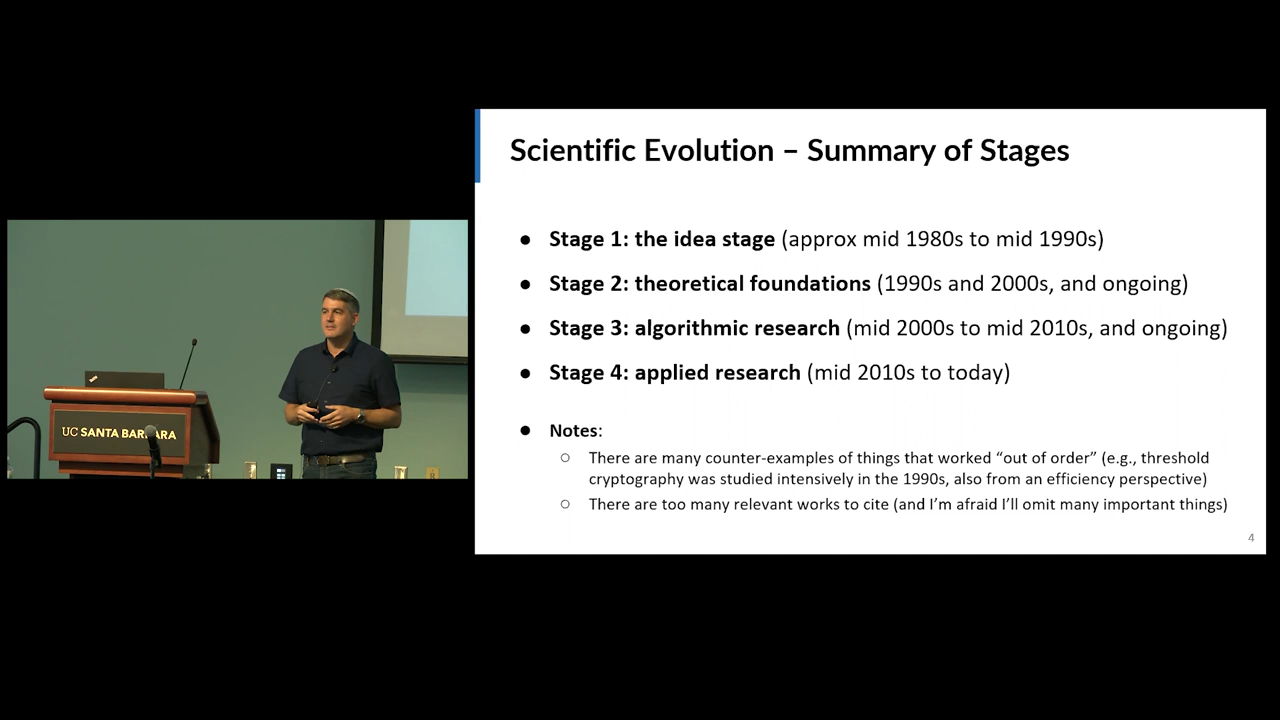 Scientific Evolution – Summary of Stages
● Stage 1: the idea stage (approx mid 1980s to mid 1990s)
● Stage 2: theoretical foundations (1990s and 2000s, and ongoing)
● Stage 3: algorithmic research (mid 2000s to mid 2010s, and ongoing)
● Stage 4: applied research (mid 2010s to today)
● Notes:
○ There are many counter-examples of things that worked “out of order” (e.g., threshold
cryptography was studied intensively in the 1990s, also from an efficiency perspective)
○ There are too many relevant works to cite (and I’m afraid I’ll omit many important things)
4
UC SANTA BARBARA